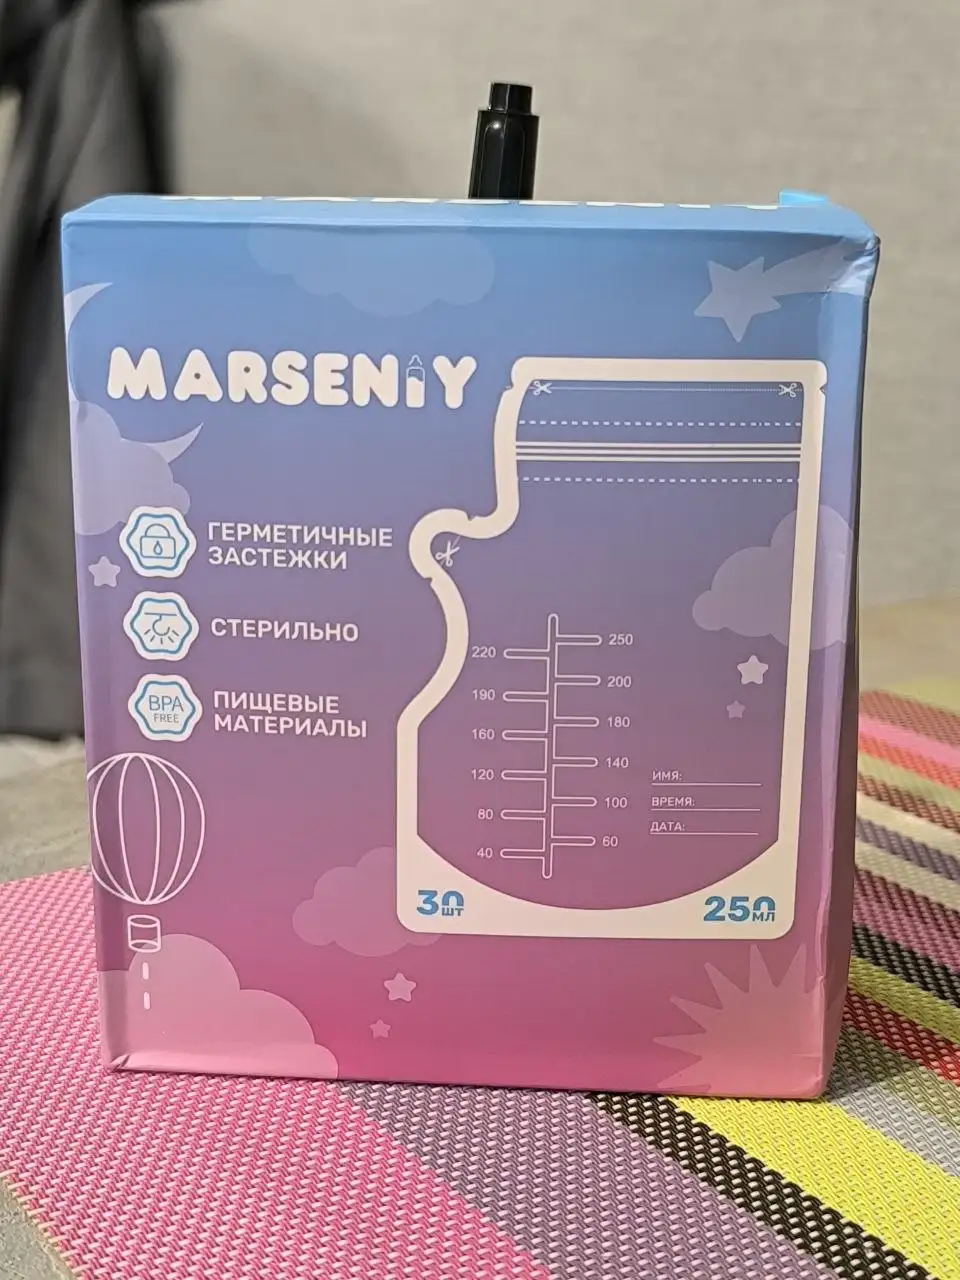 MARSENiY
ГЕРМЕТИЧНЫЕ
ЗАСТЕЖКИ
СТЕРИЛЬНО
BPA
FREE
ПИЩЕВЫЕ
МАТЕРИАЛЫ
250
220
200
190
180
160
140
120
100
80
60
40
ИМЯ:
ВРЕМЯ:
ДАТА:
30 ШТ
250 МЛ